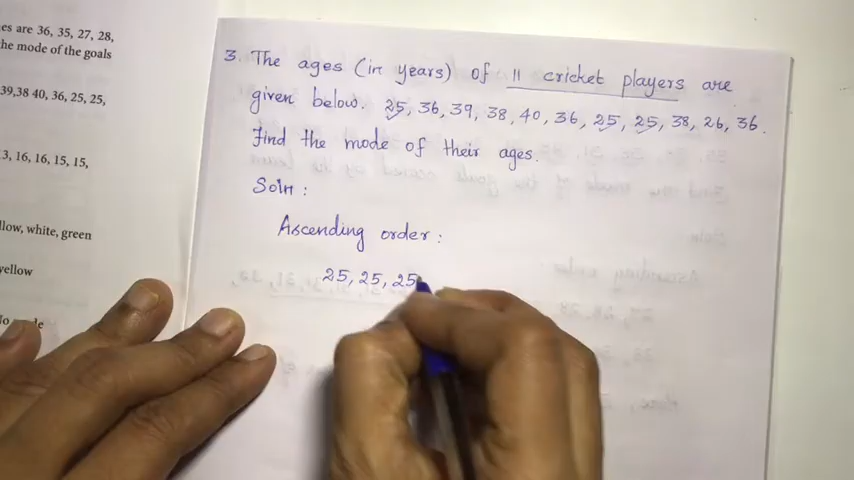 es are 36, 35, 27, 28,
the mode of the goals
39,38 40, 36, 25, 25,
3, 16, 16, 15, 15,
llow, white, green
yellow
3. The ages (in years) of 11 cricket players are
given below. 25, 36, 39, 38, 40, 36, 25, 25, 38, 26, 36.
Find the mode of their ages.
Soln :
Ascending order :
25, 25, 25